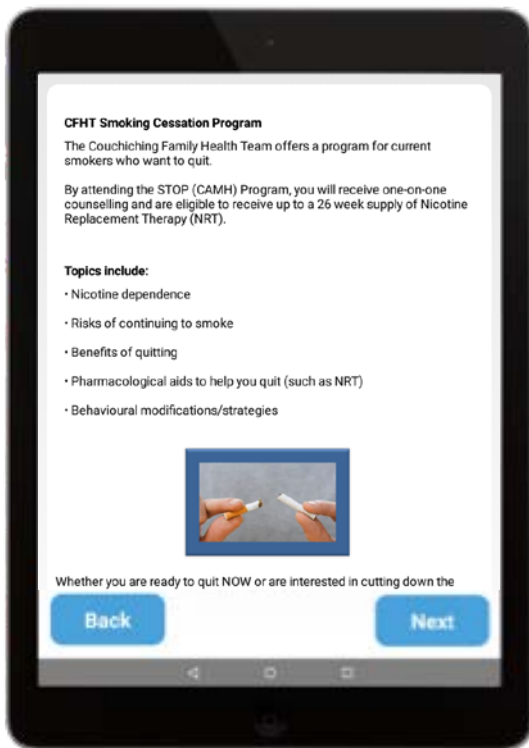 CFHT Smoking Cessation Program
The Couchiching Family Health Team offers a program for current
smokers who want to quit.
By attending the STOP (CAMH) Program, you will receive one-on-one
counselling and are eligible to receive up to a 26 week supply of Nicotine
Replacement Therapy (NRT).
Topics include:
• Nicotine dependence
• Risks of continuing to smoke
• Benefits of quitting
• Pharmacological aids to help you quit (such as NRT)
• Behavioural modifications/strategies
Whether you are ready to quit NOW or are interested in cutting down the
Back
Next